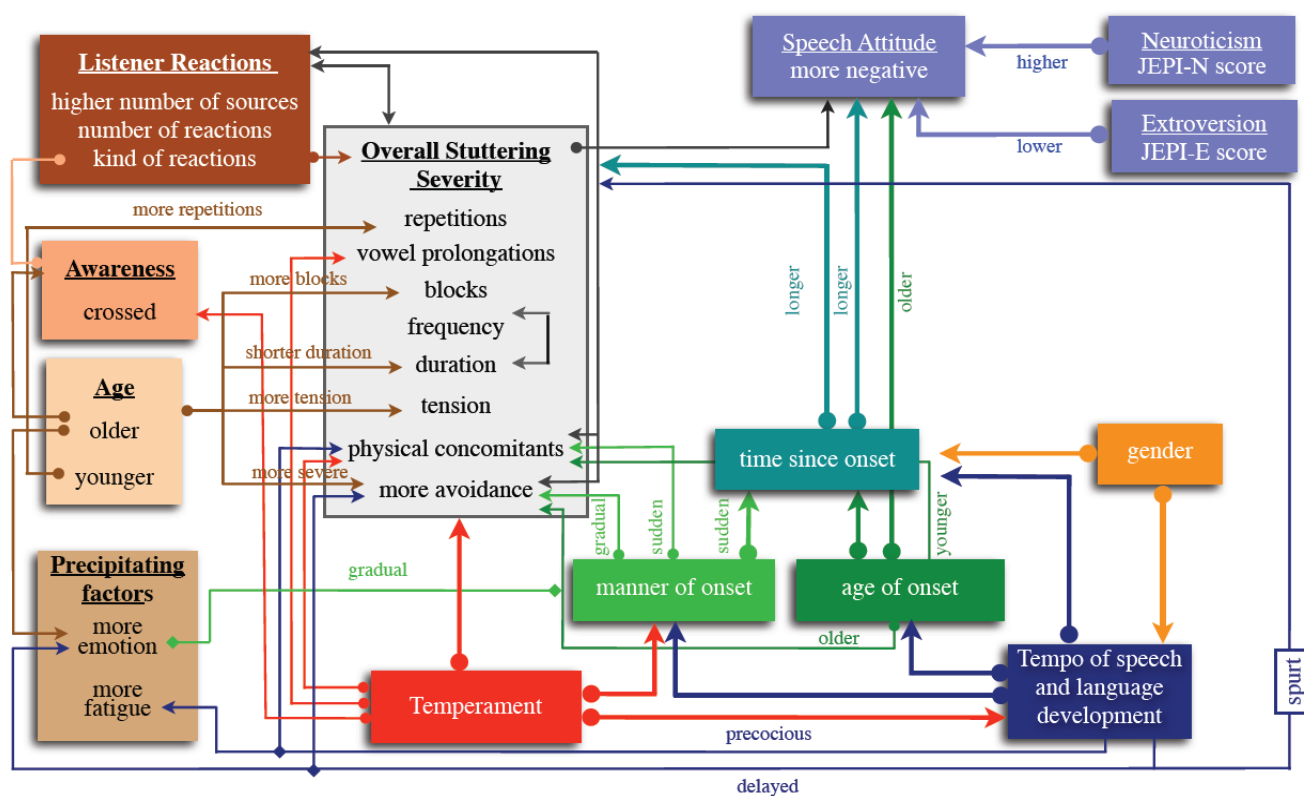 Listener Reactions
higher number of sources
number of reactions
kind of reactions
Speech Attitude
more negative
higher
Neuroticism
JEPI-N score
lower
Extroversion
JEPI-E score
Overall Stuttering
Severity
repetitions
vowel prolongations
blocks
frequency
duration
tension
physical concomitants
more avoidance
more repetitions
Awareness
crossed
more blocks
shorter duration
more tension
more severe
Age
older
younger
longer
longer
older
time since onset
gender
gradual
sudden
sudden
younger
Precipitating
factors
more
emotion
more
fatigue
gradual
manner of onset
age of onset
older
Temperament
Tempo of speech
and language
development
spurt
precocious
delayed